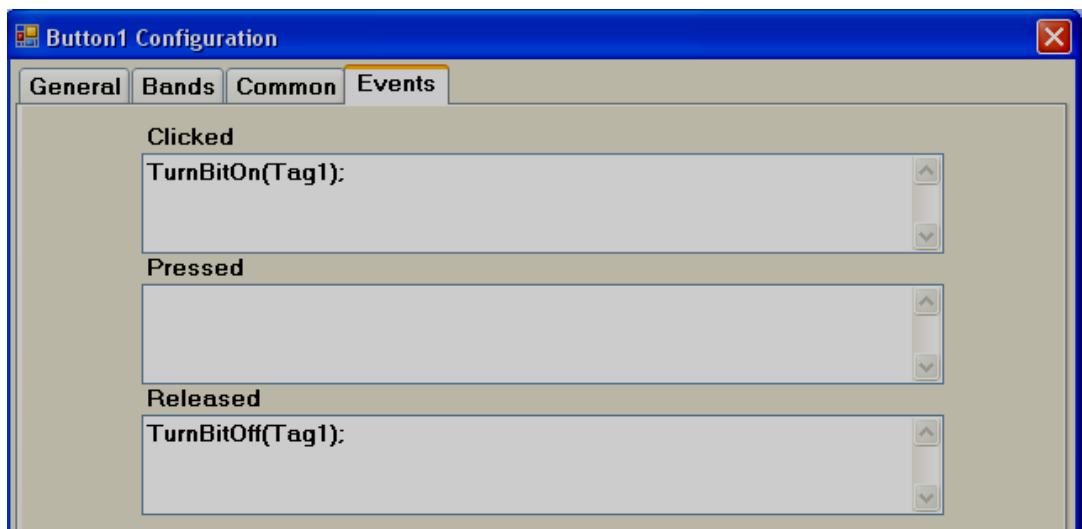 Button1 Configuration
General Bands Common Events
Clicked
TurnBitOn(Tag1);
Pressed
Released
TurnBitOff(Tag1);